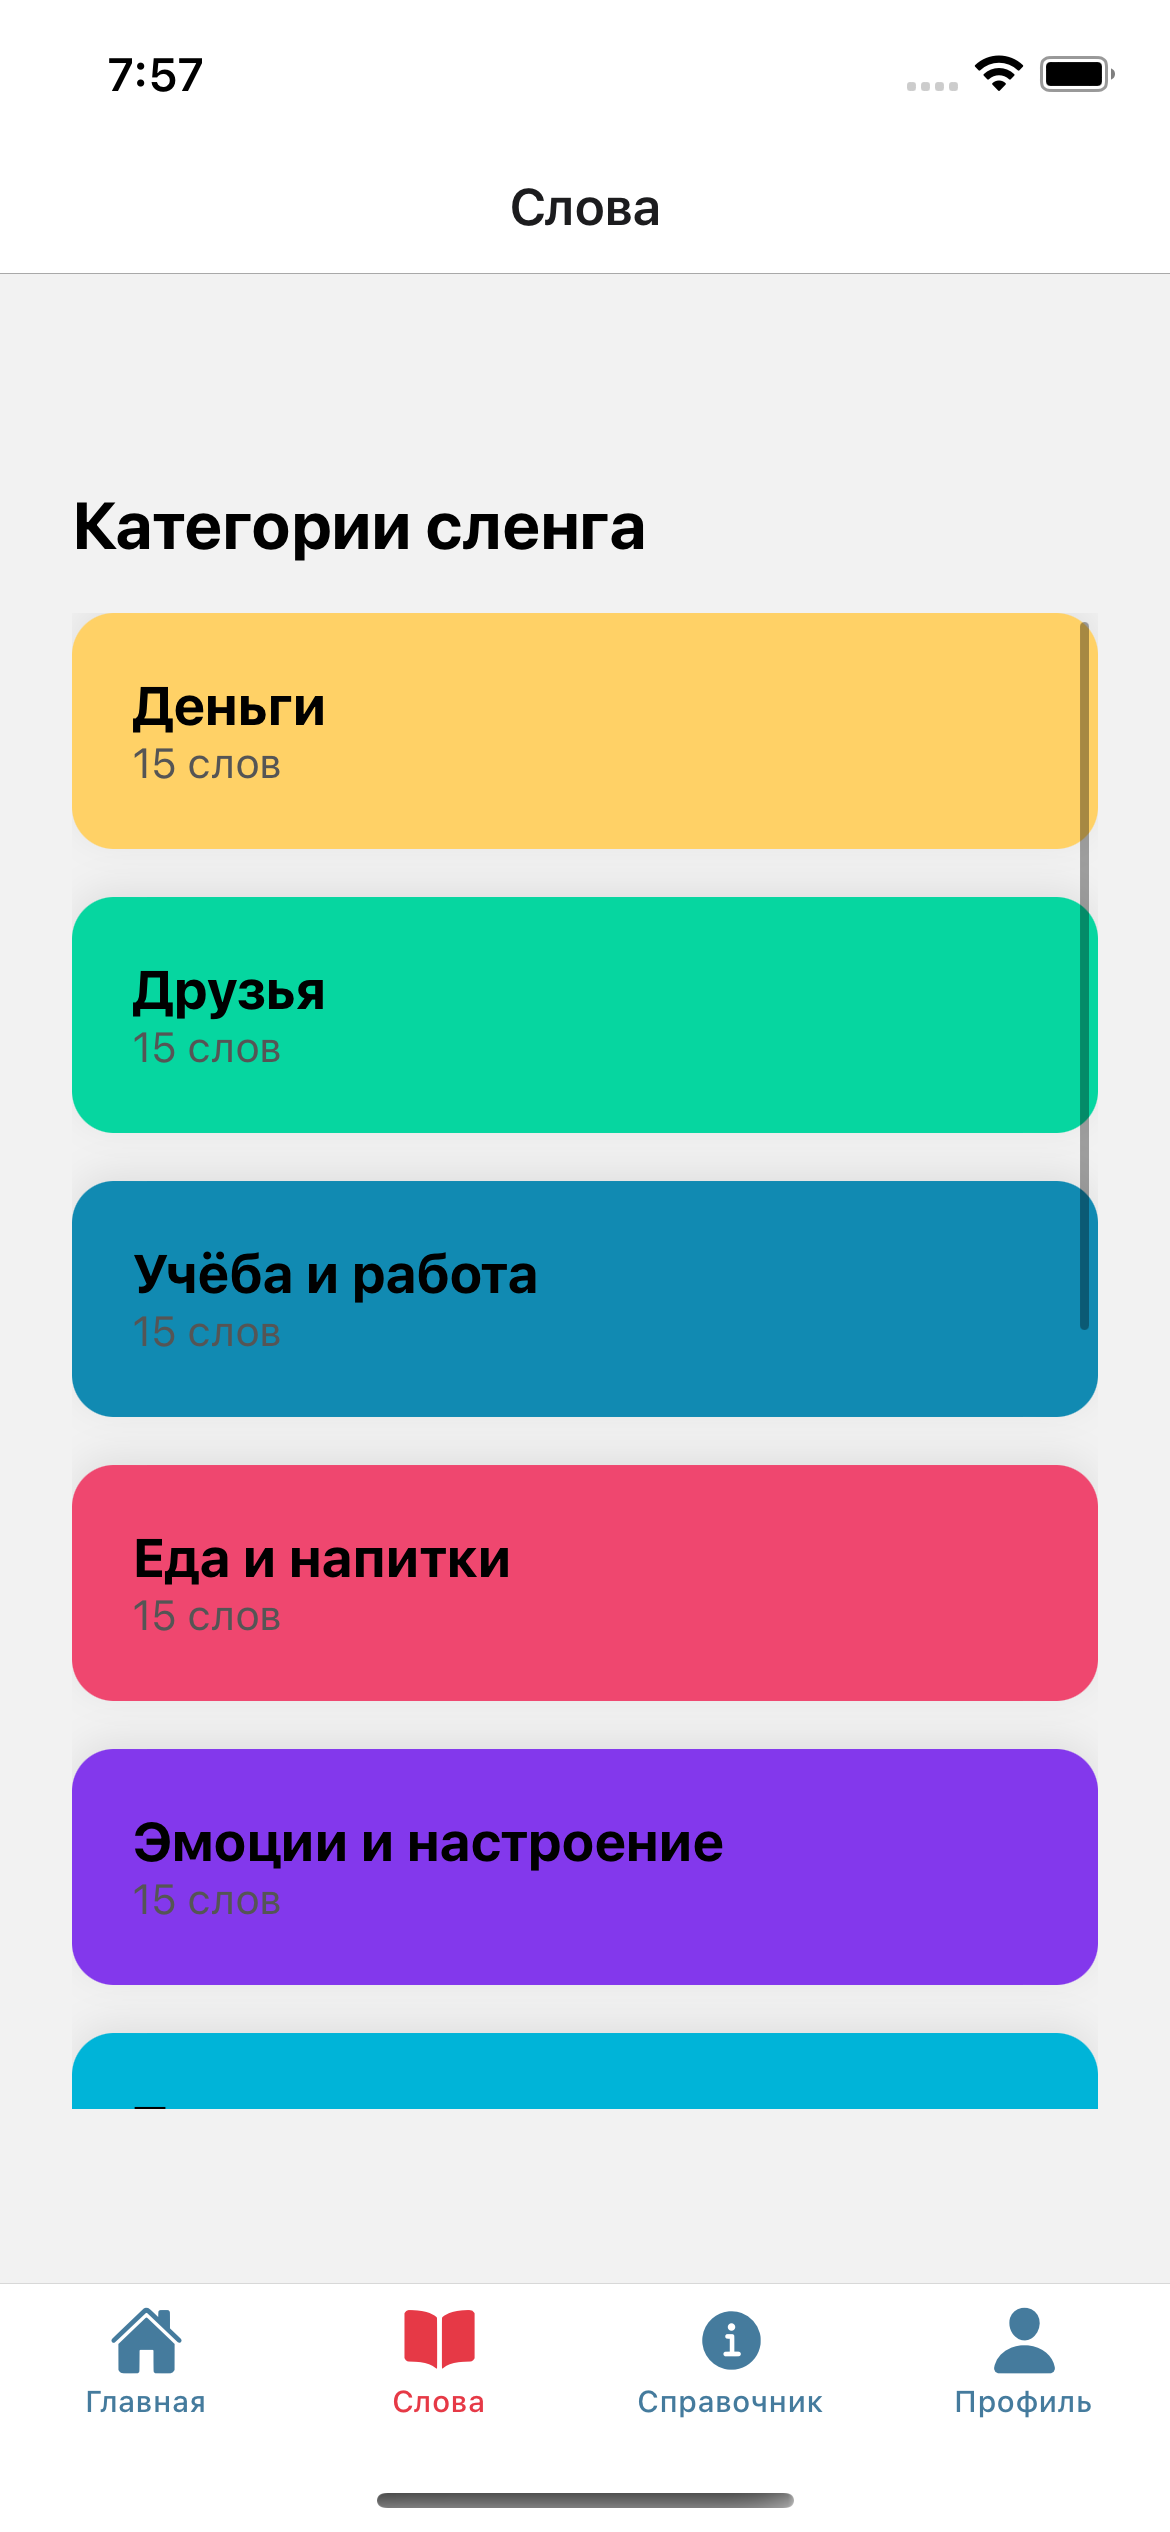 7:57
Слова
Категории сленга
Деньги
15 слов
Друзья
15 слов
Учёба и работа
15 слов
Еда и напитки
15 слов
Эмоции и настроение
15 слов
Главная
Слова
Справочник
Профиль